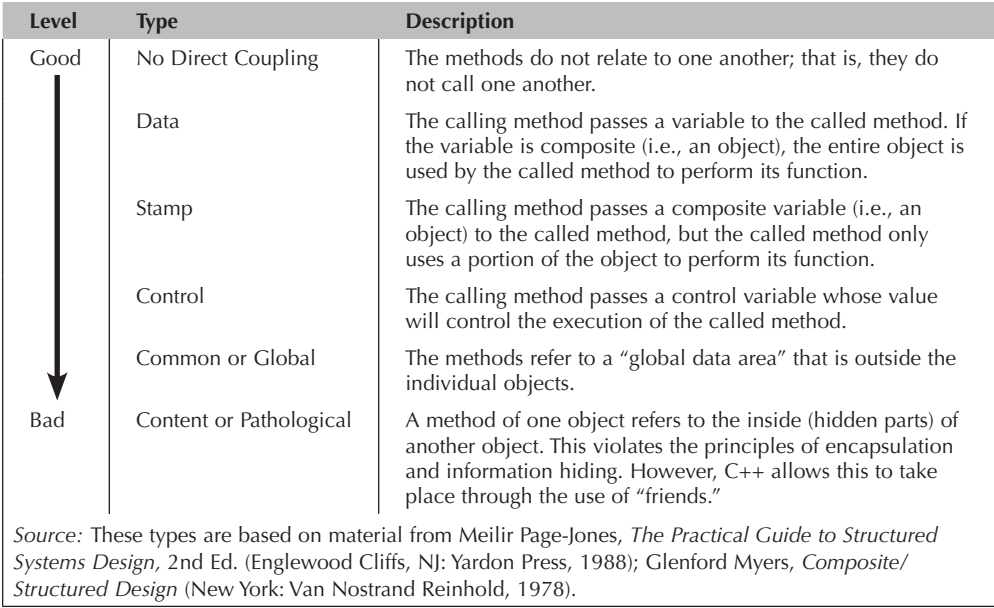 Level Type Description
Good No Direct Coupling The methods do not relate to one another; that is, they do
not call one another.
Data The calling method passes a variable to the called method. If
the variable is composite (i.e., an object), the entire object is
used by the called method to perform its function.
Stamp The calling method passes a composite variable (i.e., an
object) to the called method, but the called method only
uses a portion of the object to perform its function.
Control The calling method passes a control variable whose value
will control the execution of the called method.
Common or Global The methods refer to a “global data area” that is outside the
individual objects.
Bad Content or Pathological A method of one object refers to the inside (hidden parts) of
another object. This violates the principles of encapsulation
and information hiding. However, C++ allows this to take
place through the use of “friends.”
Source: These types are based on material from Meilir Page-Jones, The Practical Guide to Structured
Systems Design, 2nd Ed. (Englewood Cliffs, NJ: Yardon Press, 1988); Glenford Myers, Composite/
Structured Design (New York: Van Nostrand Reinhold, 1978).